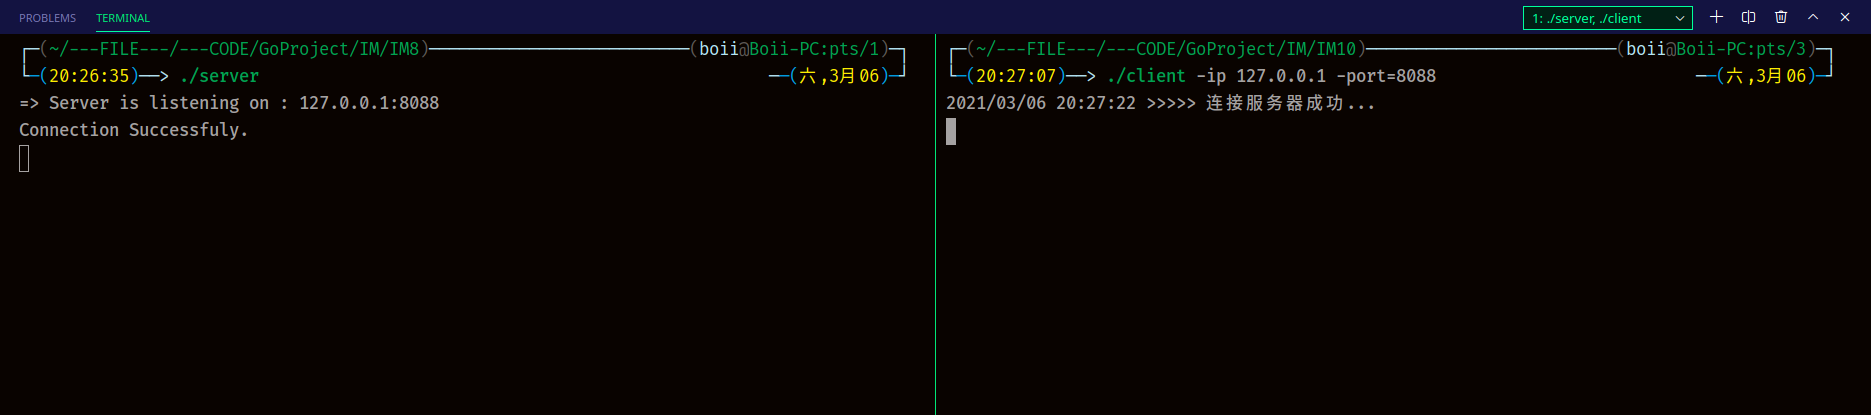 PROBLEMS TERMINAL 1: ./server, ./client
┌─(~/---FILE---/---CODE/GoProject/IM/IM8)──────────────────────────(boii@Boii-PC:pts/1)─┐
└─(20:26:35)──> ./server ──(六,3月06)─┘
=> Server is listening on : 127.0.0.1:8088
Connection Successfuly.
┌─(~/---FILE---/---CODE/GoProject/IM/IM10)─────────────────────────(boii@Boii-PC:pts/3)─┐
└─(20:27:07)──> ./client -ip 127.0.0.1 -port=8088 ──(六,3月06)─┘
2021/03/06 20:27:22 >>>>> 连接服务器成功...